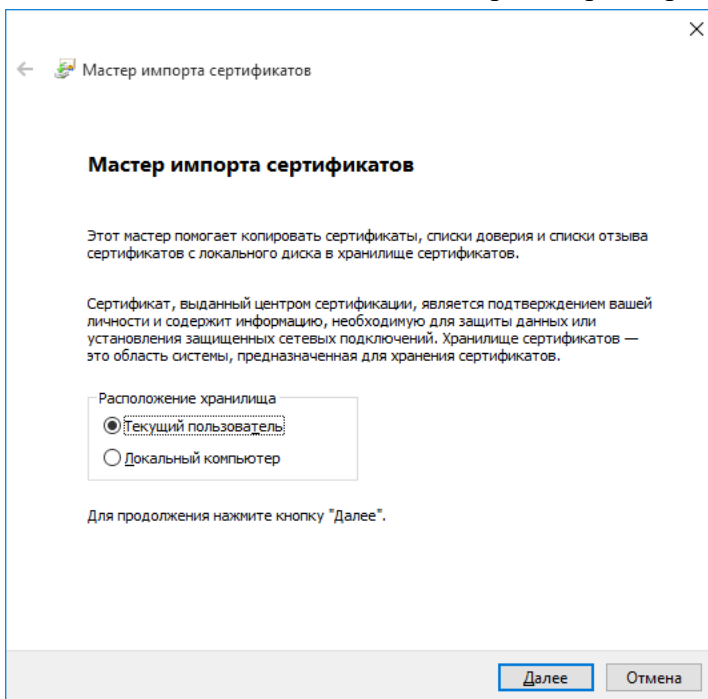 Мастер импорта сертификатов
Мастер импорта сертификатов
Этот мастер помогает копировать сертификаты, списки доверия и списки отзыва
сертификатов с локального диска в хранилище сертификатов.
Сертификат, выданный центром сертификации, является подтверждением вашей
личности и содержит информацию, необходимую для защиты данных или
установления защищенных сетевых подключений. Хранилище сертификатов —
это область системы, предназначенная для хранения сертификатов.
Расположение хранилища
Текущий пользователь
Локальный компьютер
Для продолжения нажмите кнопку "Далее".
Далее Отмена